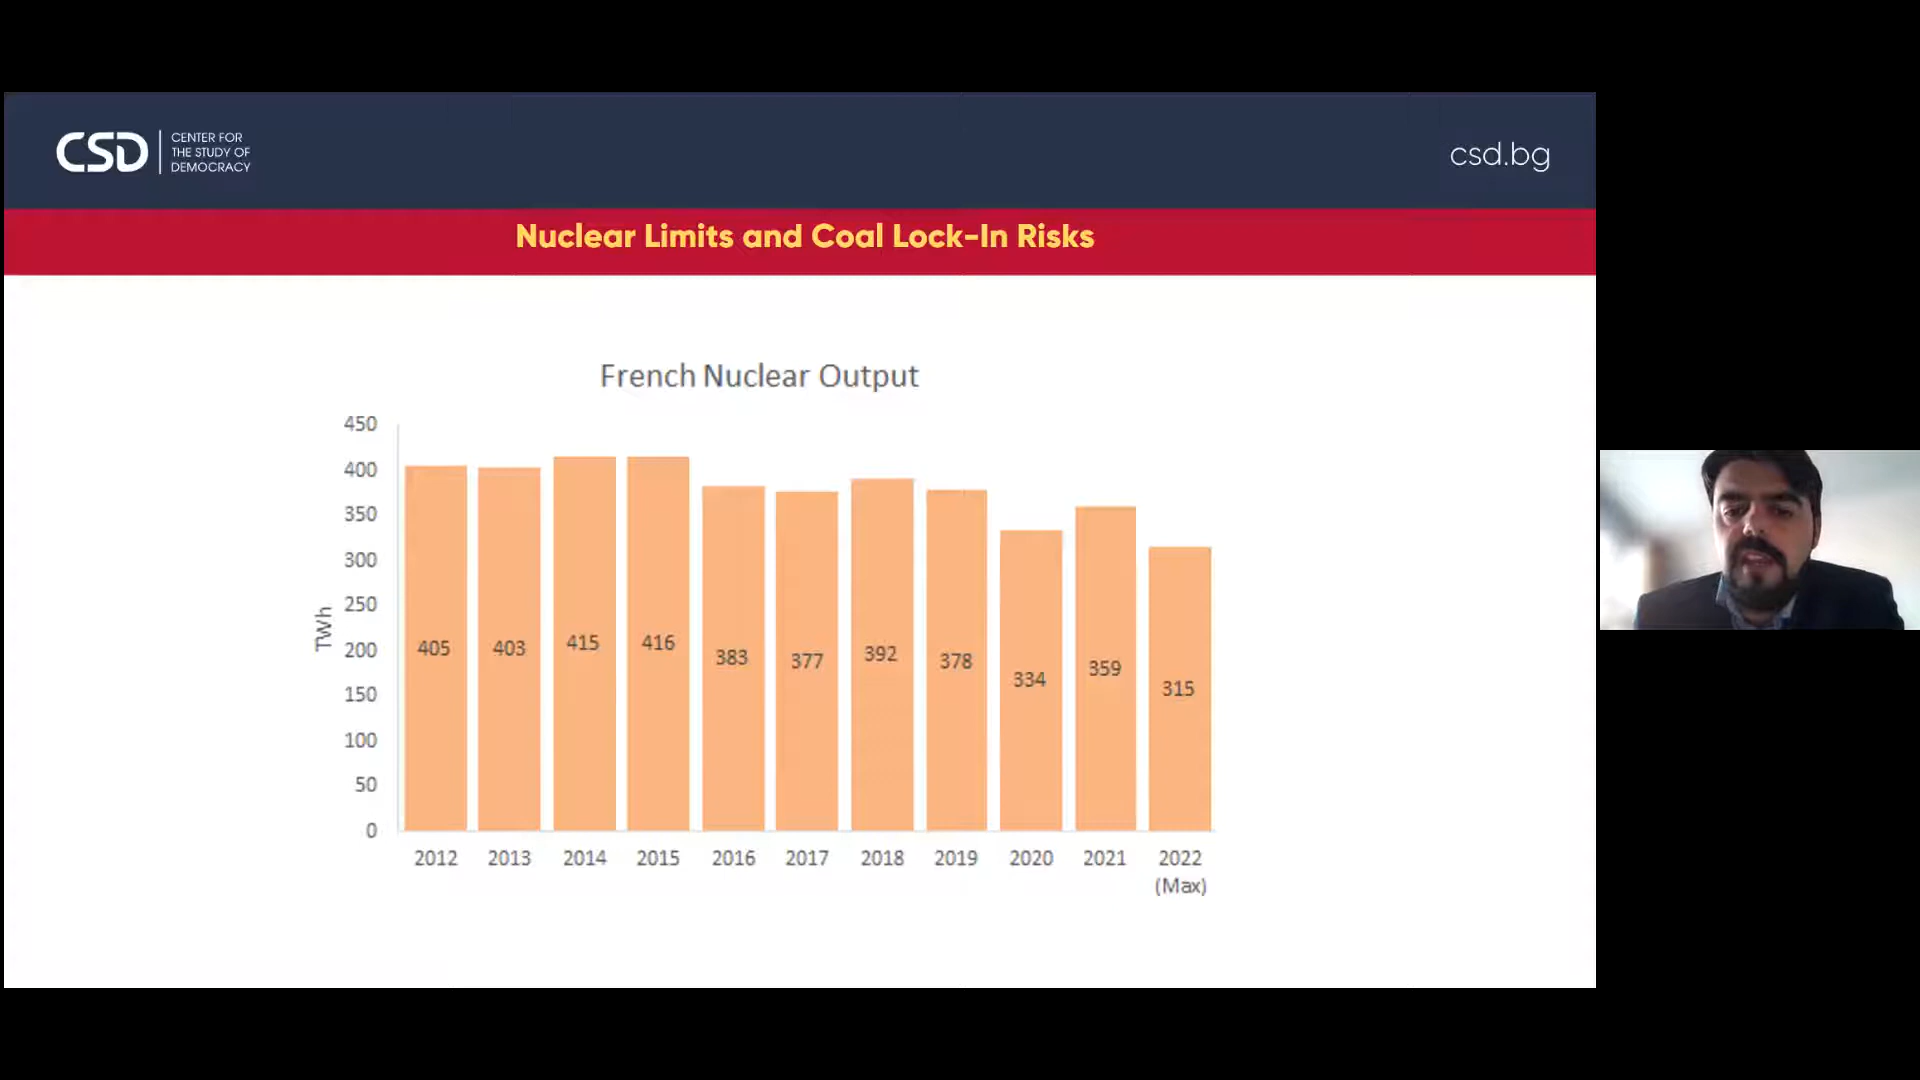 CSD
CENTER FOR
THE STUDY OF
DEMOCRACY
csd.bg
Nuclear Limits and Coal Lock-In Risks
French Nuclear Output
450
400
350
300
250
200
150
100
50
0
TWh
405 403 415 416 383 377 392 378 334 359 315
2012 2013 2014 2015 2016 2017 2018 2019 2020 2021 2022
(Max)